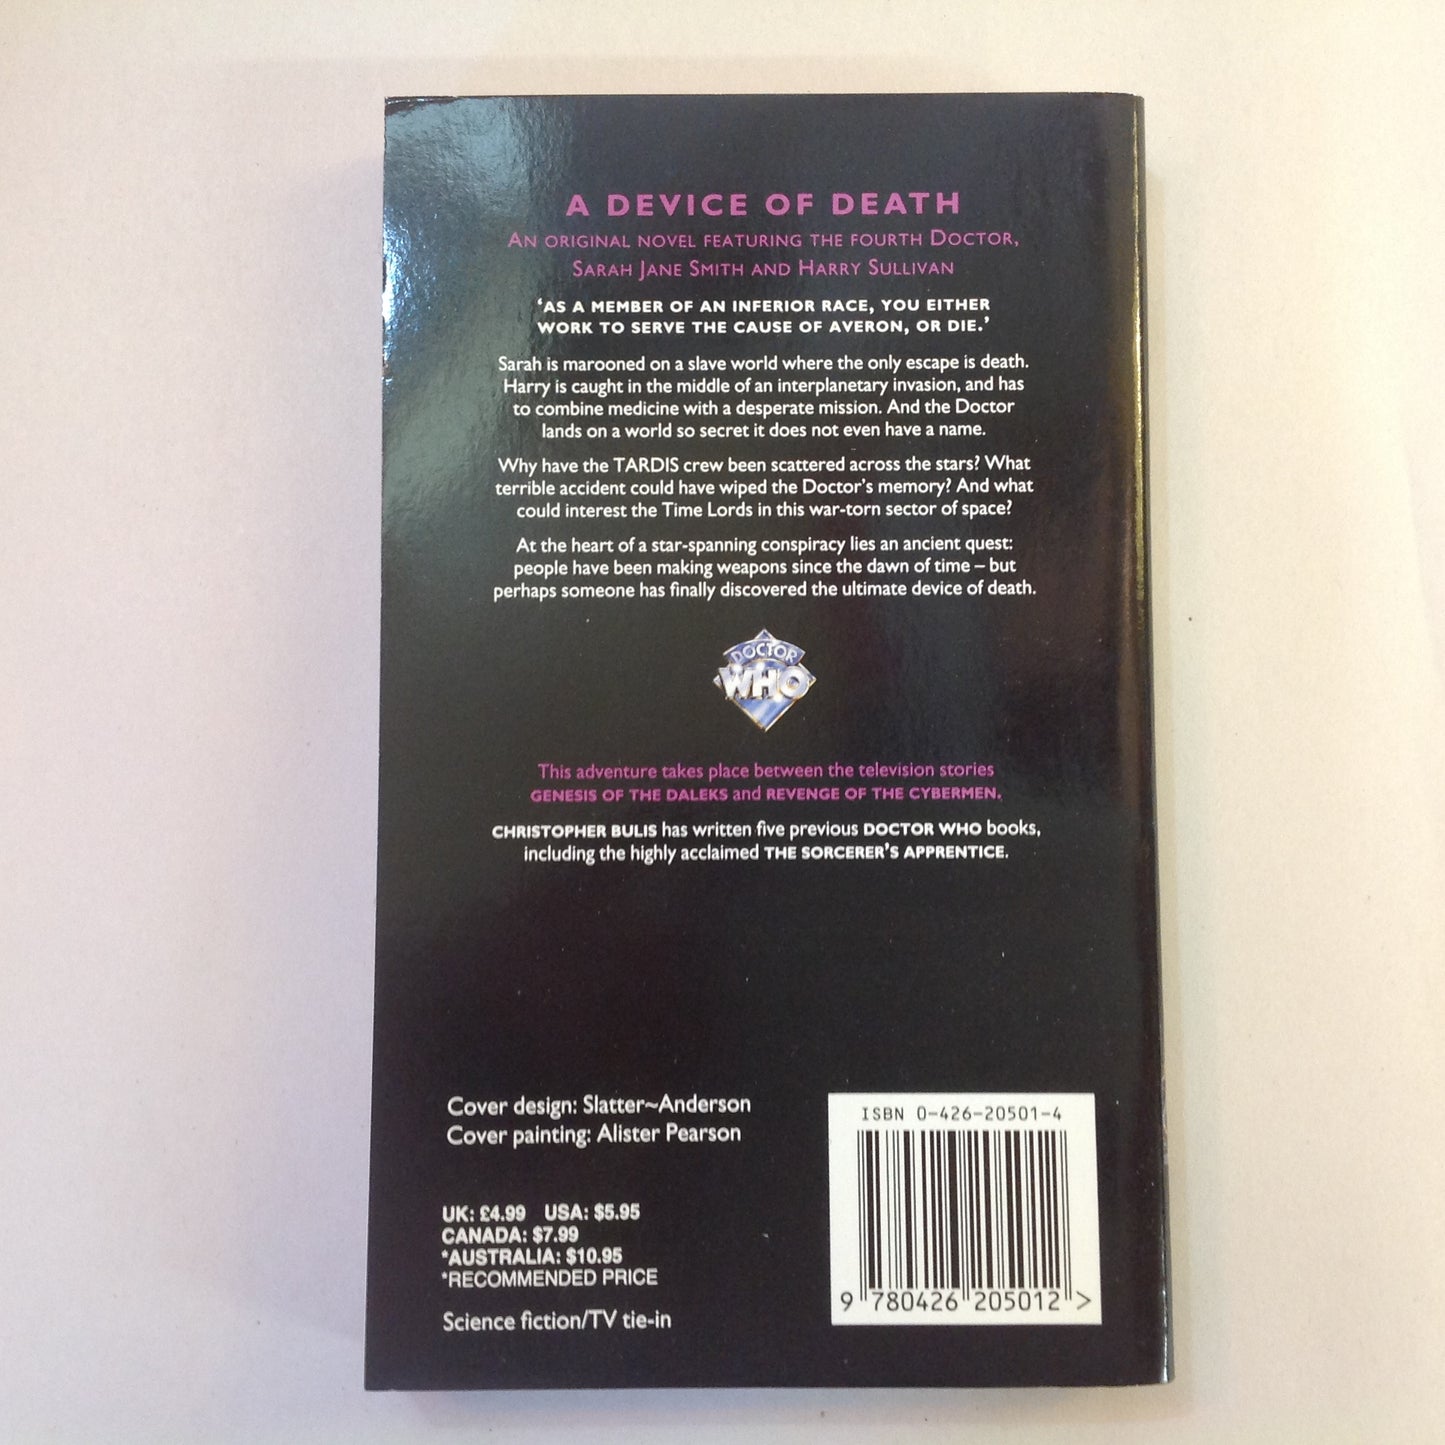 A DEVICE OF DEATH
AN ORIGINAL NOVEL FEATURING THE FOURTH DOCTOR,
SARAH JANE SMITH AND HARRY SULLIVAN
‘AS A MEMBER OF AN INFERIOR RACE, YOU EITHER
WORK TO SERVE THE CAUSE OF AVERON, OR DIE.’
Sarah is marooned on a slave world where the only escape is death.
Harry is caught in the middle of an interplanetary invasion, and has
to combine medicine with a desperate mission. And the Doctor
lands on a world so secret it does not even have a name.
Why have the TARDIS crew been scattered across the stars? What
terrible accident could have wiped the Doctor’s memory? And what
could interest the Time Lords in this war-torn sector of space?
At the heart of a star-spanning conspiracy lies an ancient quest:
people have been making weapons since the dawn of time – but
perhaps someone has finally discovered the ultimate device of death.
DOCTOR
WHO
This adventure takes place between the television stories
GENESIS OF THE DALEKS and REVENGE OF THE CYBERMEN.
CHRISTOPHER BULIS has written five previous DOCTOR WHO books,
including the highly acclaimed THE SORCERER’S APPRENTICE.
Cover design: Slatter~Anderson
Cover painting: Alister Pearson
UK: £4.99 USA: $5.95
CANADA: $7.99
*AUSTRALIA: $10.95
*RECOMMENDED PRICE
Science fiction/TV tie-in
ISBN 0-426-20501-4
9 780426 205012 >